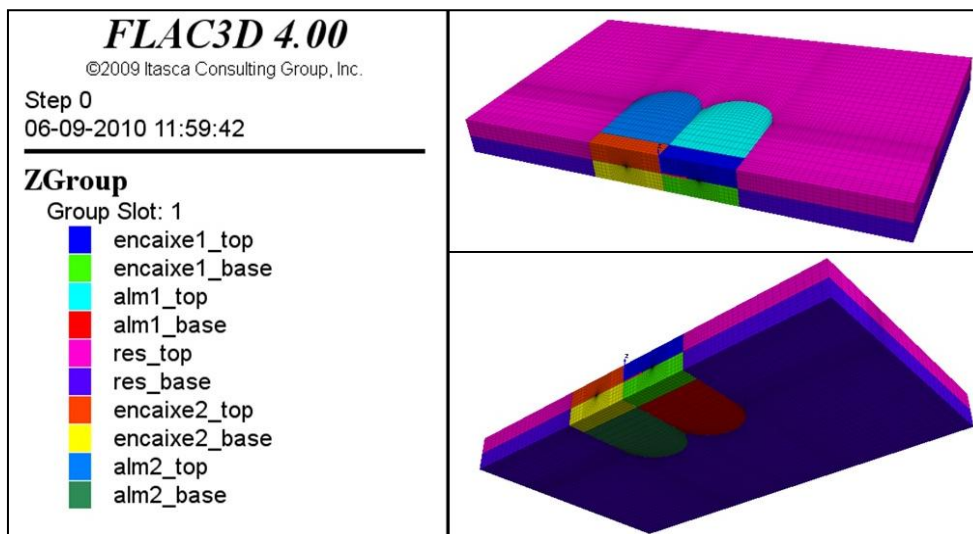 FLAC3D 4.00
©2009 Itasca Consulting Group, Inc.
Step 0
06-09-2010 11:59:42
ZGroup
Group Slot: 1
encaixe1_top
encaixe1_base
alm1_top
alm1_base
res_top
res_base
encaixe2_top
encaixe2_base
alm2_top
alm2_base
z